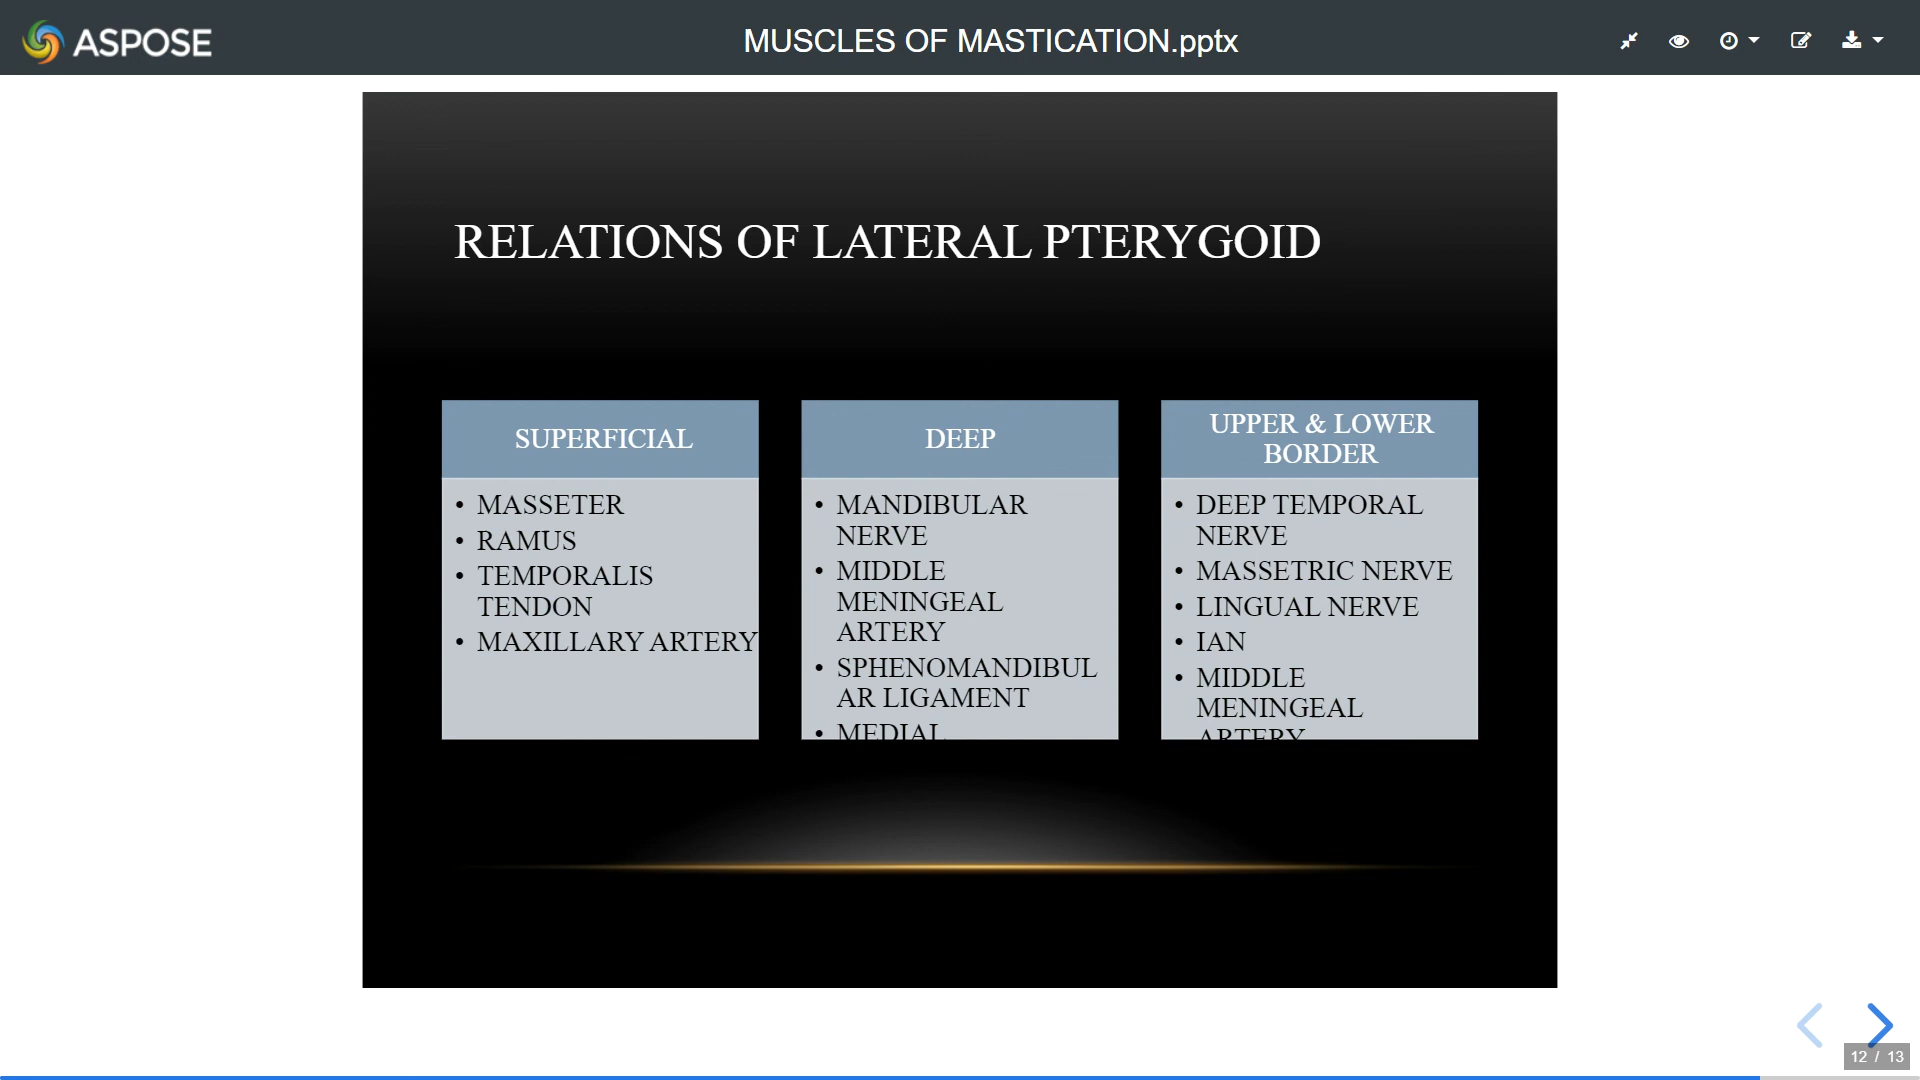 ASPOSE
MUSCLES OF MASTICATION.pptx
RELATIONS OF LATERAL PTERYGOID
SUPERFICIAL
• MASSETER
• RAMUS
• TEMPORALIS
TENDON
• MAXILLARY ARTERY
DEEP
• MANDIBULAR
NERVE
• MIDDLE
MENINGEAL
ARTERY
• SPHENOMANDIBUL
AR LIGAMENT
• MEDIAL
UPPER & LOWER
BORDER
• DEEP TEMPORAL
NERVE
• MASSETRIC NERVE
• LINGUAL NERVE
• IAN
• MIDDLE
MENINGEAL
ARTERY
12 / 13